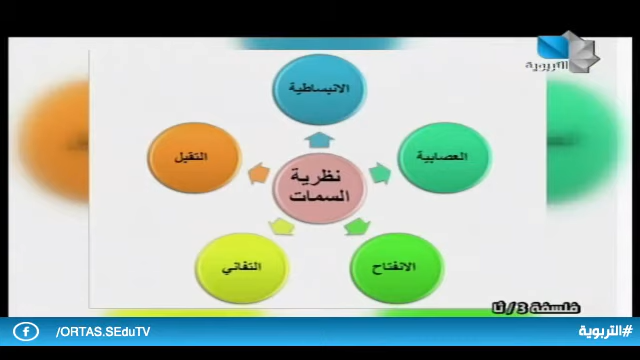 التربوية
الانبساطية
العصابية
التقبل
نظرية
السمات
الانفتاح
التفاني
فلسفة 3 / ثا
/ORTAS.SEduTV
#التربوية